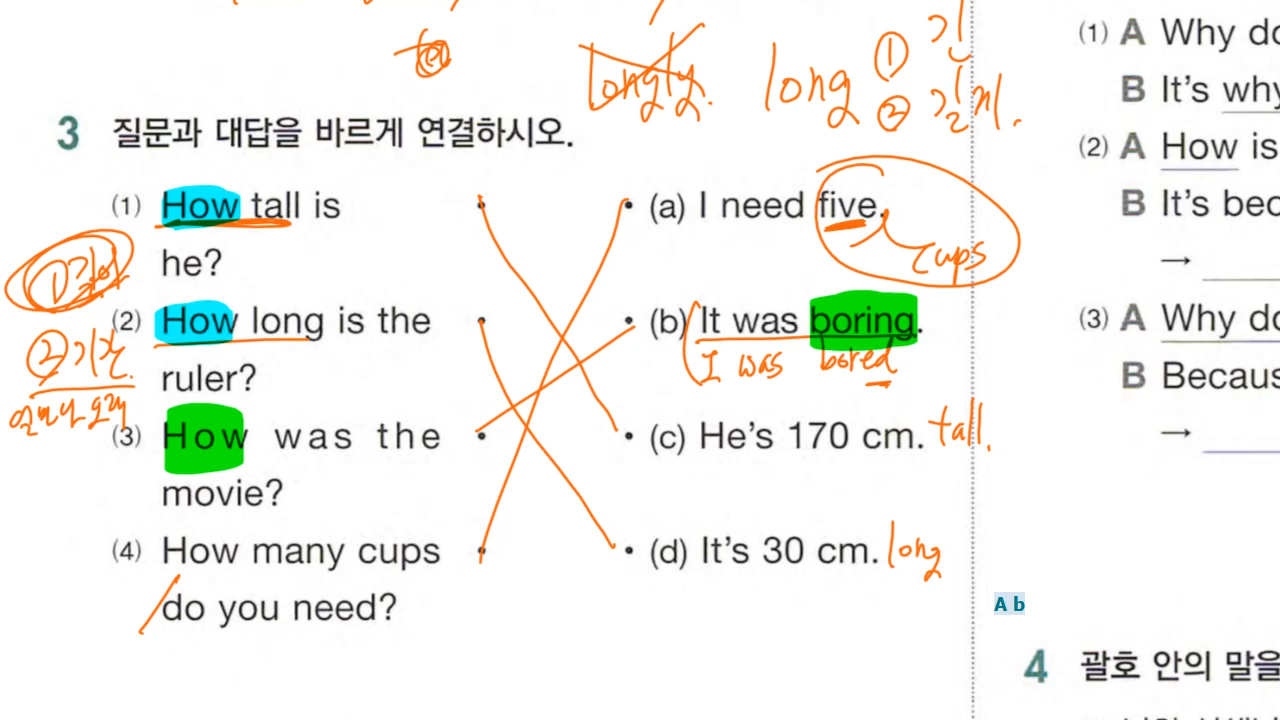 longly.
long ① 긴
② 길지.
3 질문과 대답을 바르게 연결하시오.
(1) How tall is
he?
(2) How long is the
ruler?
(3) How was the
movie?
(4) How many cups
do you need?
① 길이
② 기간
얼마나 오래
(a) I need five.
cups
(b) It was boring.
I was bored
(c) He's 170 cm. tall.
(d) It's 30 cm. long
A b
(1) A Why do
B It's why
(2) A How is
B It's bec
→
(3) A Why do
B Becaus
→
4 괄호 안의 말을